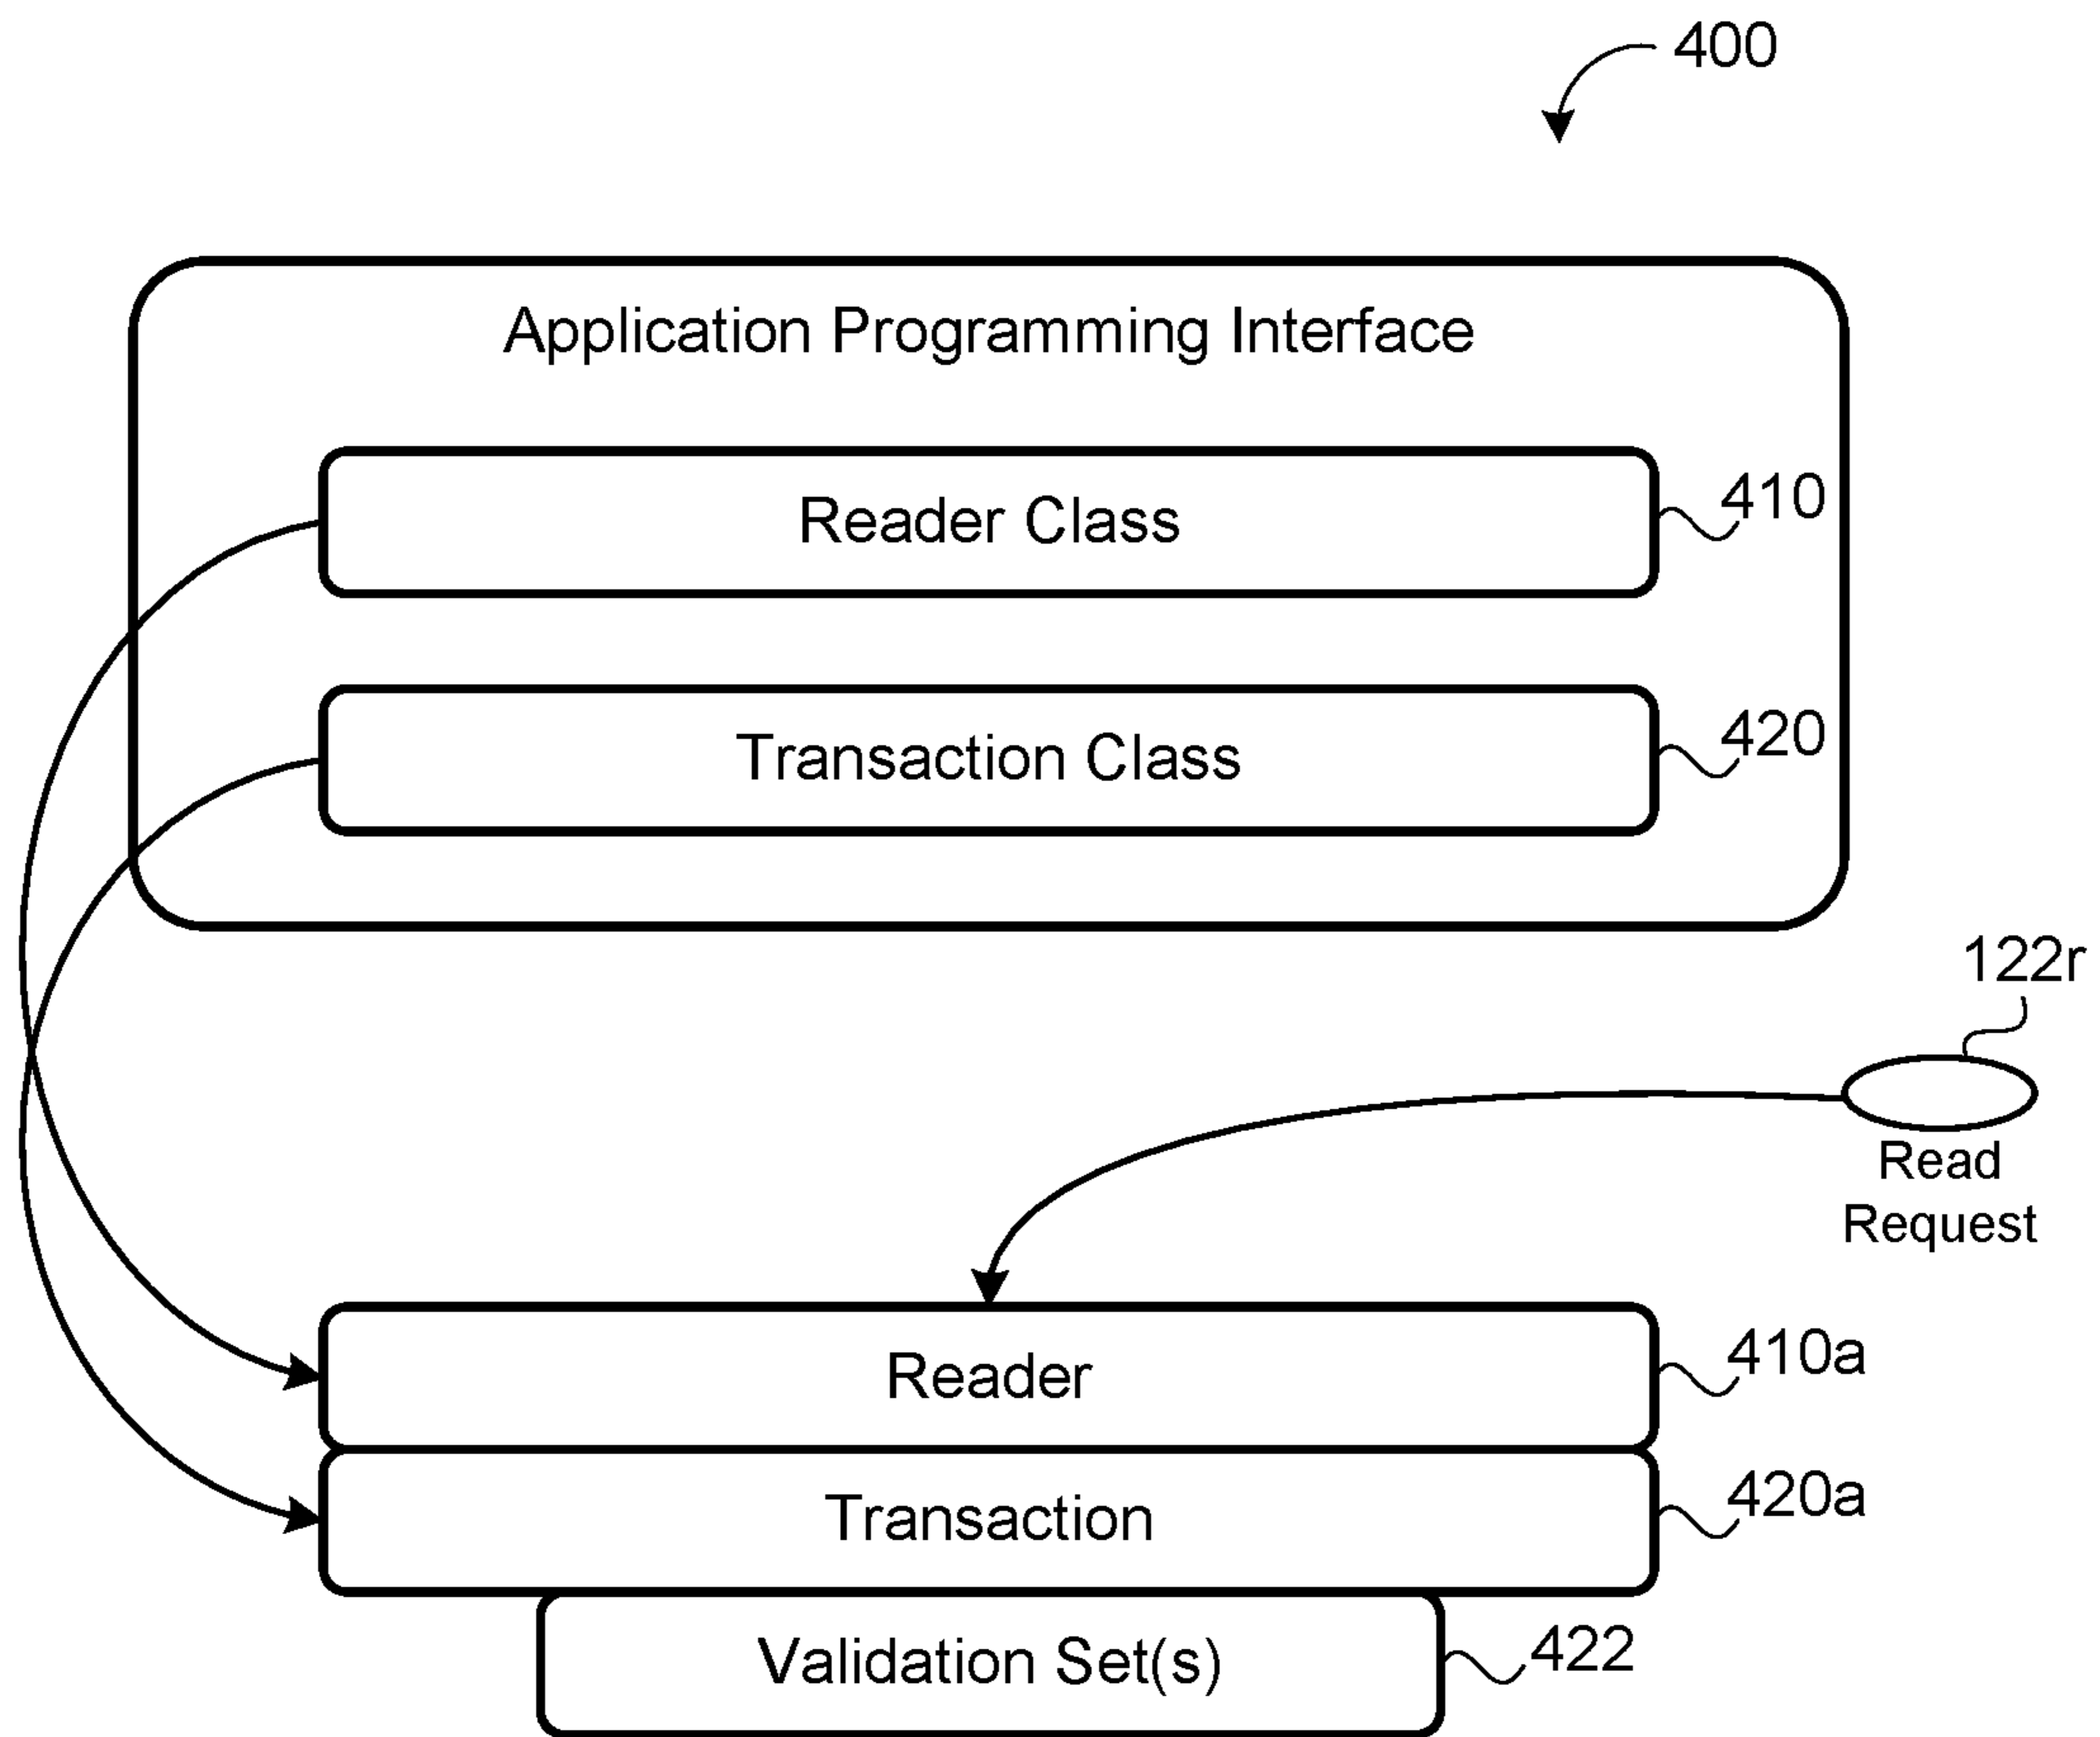 400
Application Programming Interface
Reader Class
410
Transaction Class
420
122r
Read
Request
Reader
410a
Transaction
420a
Validation Set(s)
422